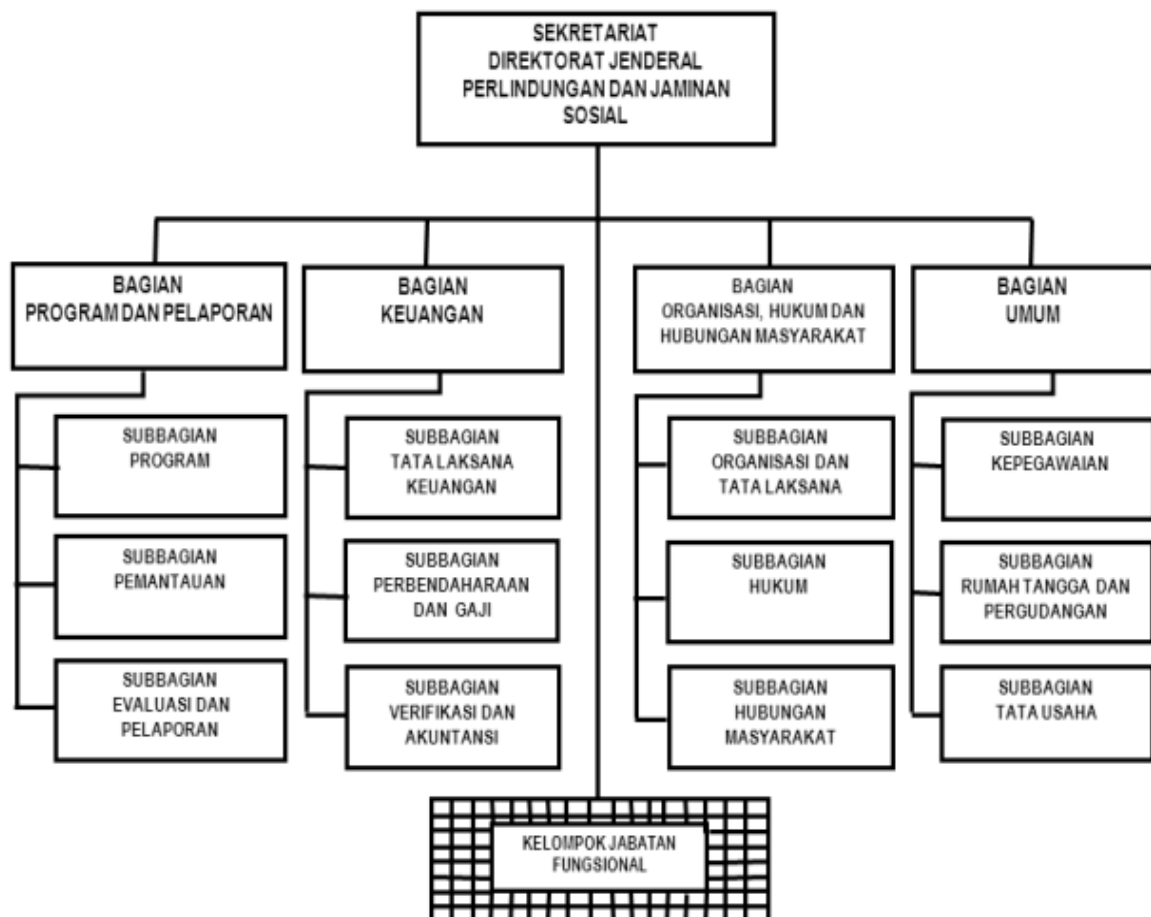 SEKRETARIAT
DIREKTORAT JENDERAL
PERLINDUNGAN DAN JAMINAN
SOSIAL
BAGIAN
PROGRAM DAN PELAPORAN
BAGIAN
KEUANGAN
BAGIAN
ORGANISASI, HUKUM DAN
HUBUNGAN MASYARAKAT
BAGIAN
UMUM
SUBBAGIAN
PROGRAM
SUBBAGIAN
TATA LAKSANA
KEUANGAN
SUBBAGIAN
ORGANISASI DAN
TATA LAKSANA
SUBBAGIAN
KEPEGAWAIAN
SUBBAGIAN
PEMANTAUAN
SUBBAGIAN
PERBENDAHARAAN
DAN GAJI
SUBBAGIAN
HUKUM
SUBBAGIAN
RUMAH TANGGA DAN
PERGUDANGAN
SUBBAGIAN
EVALUASI DAN
PELAPORAN
SUBBAGIAN
VERIFIKASI DAN
AKUNTANSI
SUBBAGIAN
HUBUNGAN
MASYARAKAT
SUBBAGIAN
TATA USAHA
KELOMPOK JABATAN
FUNGSIONAL